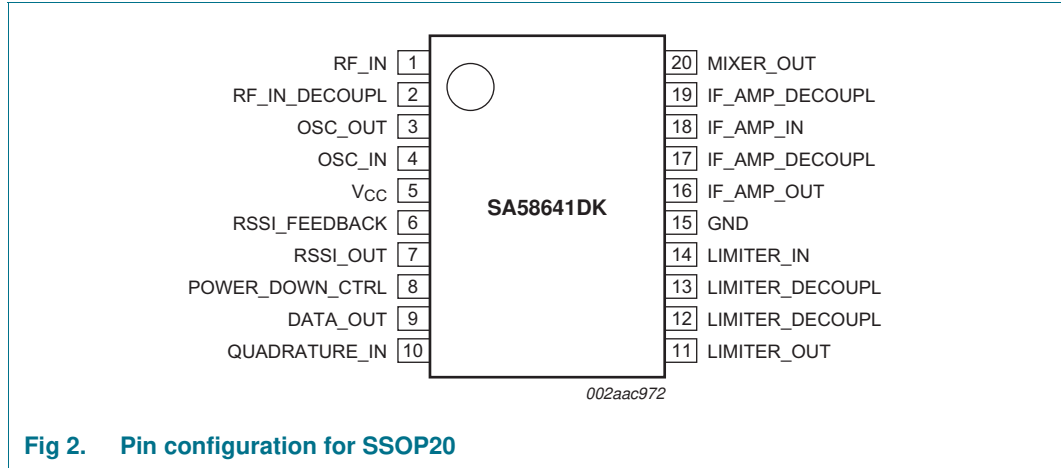 RF_IN 1
RF_IN_DECOUPL 2
OSC_OUT 3
OSC_IN 4
VCC 5
RSSI_FEEDBACK 6
RSSI_OUT 7
POWER_DOWN_CTRL 8
DATA_OUT 9
QUADRATURE_IN 10
SA58641DK
20 MIXER_OUT
19 IF_AMP_DECOUPL
18 IF_AMP_IN
17 IF_AMP_DECOUPL
16 IF_AMP_OUT
15 GND
14 LIMITER_IN
13 LIMITER_DECOUPL
12 LIMITER_DECOUPL
11 LIMITER_OUT
002aac972
Fig 2. Pin configuration for SSOP20